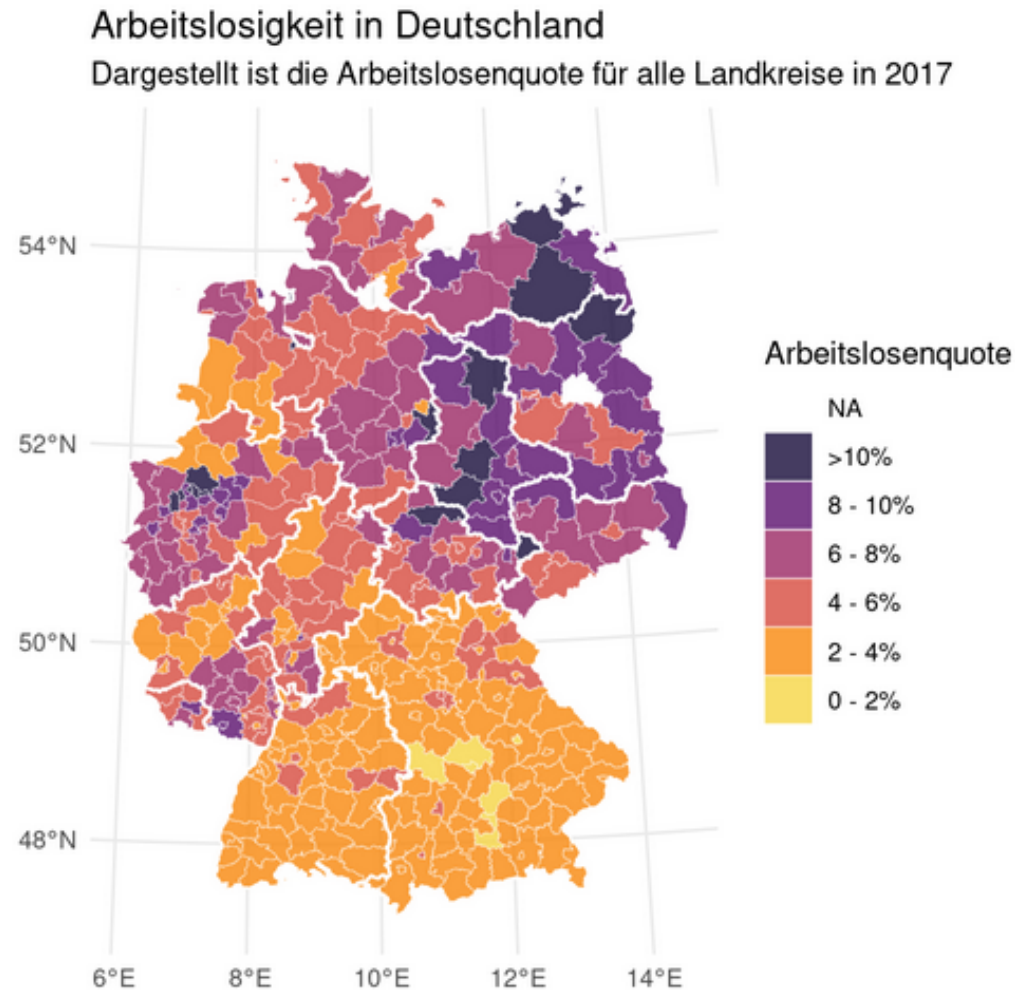 Arbeitslosigkeit in Deutschland
Dargestellt ist die Arbeitslosenquote für alle Landkreise in 2017
54°N
52°N
50°N
48°N
6°E
8°E
10°E
12°E
14°E
Arbeitslosenquote
NA
>10%
8 - 10%
6 - 8%
4 - 6%
2 - 4%
0 - 2%